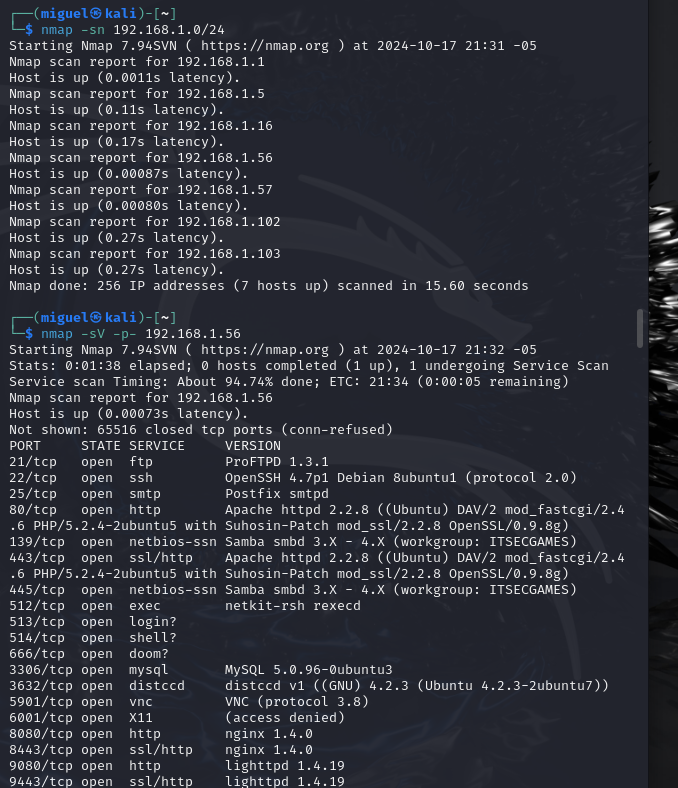 ┌──(miguel㉿kali)-[~]
└─$ nmap -sn 192.168.1.0/24
Starting Nmap 7.94SVN ( https://nmap.org ) at 2024-10-17 21:31 -05
Nmap scan report for 192.168.1.1
Host is up (0.0011s latency).
Nmap scan report for 192.168.1.5
Host is up (0.11s latency).
Nmap scan report for 192.168.1.16
Host is up (0.17s latency).
Nmap scan report for 192.168.1.56
Host is up (0.00087s latency).
Nmap scan report for 192.168.1.57
Host is up (0.00080s latency).
Nmap scan report for 192.168.1.102
Host is up (0.27s latency).
Nmap scan report for 192.168.1.103
Host is up (0.27s latency).
Nmap done: 256 IP addresses (7 hosts up) scanned in 15.60 seconds
┌──(miguel㉿kali)-[~]
└─$ nmap -sV -p- 192.168.1.56
Starting Nmap 7.94SVN ( https://nmap.org ) at 2024-10-17 21:32 -05
Stats: 0:01:38 elapsed; 0 hosts completed (1 up), 1 undergoing Service Scan
Service scan Timing: About 94.74% done; ETC: 21:34 (0:00:05 remaining)
Nmap scan report for 192.168.1.56
Host is up (0.00073s latency).
Not shown: 65516 closed tcp ports (conn-refused)
PORT     STATE SERVICE     VERSION
21/tcp   open  ftp         ProFTPD 1.3.1
22/tcp   open  ssh         OpenSSH 4.7p1 Debian 8ubuntu1 (protocol 2.0)
25/tcp   open  smtp        Postfix smtpd
80/tcp   open  http        Apache httpd 2.2.8 ((Ubuntu) DAV/2 mod_fastcgi/2.4
.6 PHP/5.2.4-2ubuntu5 with Suhosin-Patch mod_ssl/2.2.8 OpenSSL/0.9.8g)
139/tcp  open  netbios-ssn Samba smbd 3.X - 4.X (workgroup: ITSECGAMES)
443/tcp  open  ssl/http    Apache httpd 2.2.8 ((Ubuntu) DAV/2 mod_fastcgi/2.4
.6 PHP/5.2.4-2ubuntu5 with Suhosin-Patch mod_ssl/2.2.8 OpenSSL/0.9.8g)
445/tcp  open  netbios-ssn Samba smbd 3.X - 4.X (workgroup: ITSECGAMES)
512/tcp  open  exec        netkit-rsh rexecd
513/tcp  open  login?
514/tcp  open  shell?
666/tcp  open  doom?
3306/tcp open  mysql       MySQL 5.0.96-0ubuntu3
3632/tcp open  distccd     distccd v1 ((GNU) 4.2.3 (Ubuntu 4.2.3-2ubuntu7))
5901/tcp open  vnc         VNC (protocol 3.8)
6001/tcp open  X11         (access denied)
8080/tcp open  http        nginx 1.4.0
8443/tcp open  ssl/http    nginx 1.4.0
9080/tcp open  http        lighttpd 1.4.19
9443/tcp open  ssl/http    lighttpd 1.4.19